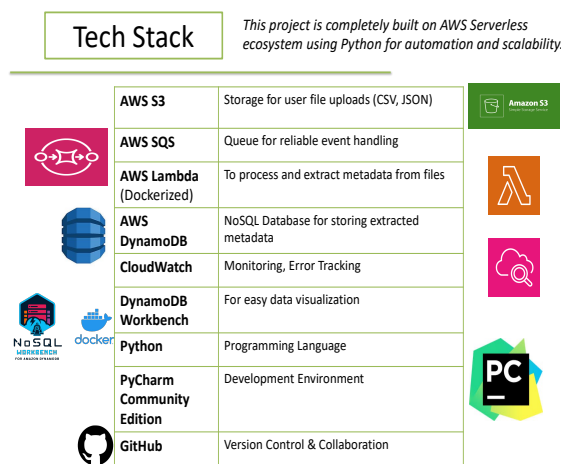 Tech Stack
This project is completely built on AWS Serverless
ecosystem using Python for automation and scalability.
AWS S3
Storage for user file uploads (CSV, JSON)
Amazon S3
AWS SQS
Queue for reliable event handling
AWS Lambda
(Dockerized)
To process and extract metadata from files
AWS
DynamoDB
NoSQL Database for storing extracted
metadata
CloudWatch
Monitoring, Error Tracking
DynamoDB
Workbench
For easy data visualization
NoSQL
WORKBENCH
FOR AMAZON DYNAMODB
docker
Python
Programming Language
PyCharm
Community
Edition
Development Environment
PC
GitHub
Version Control & Collaboration